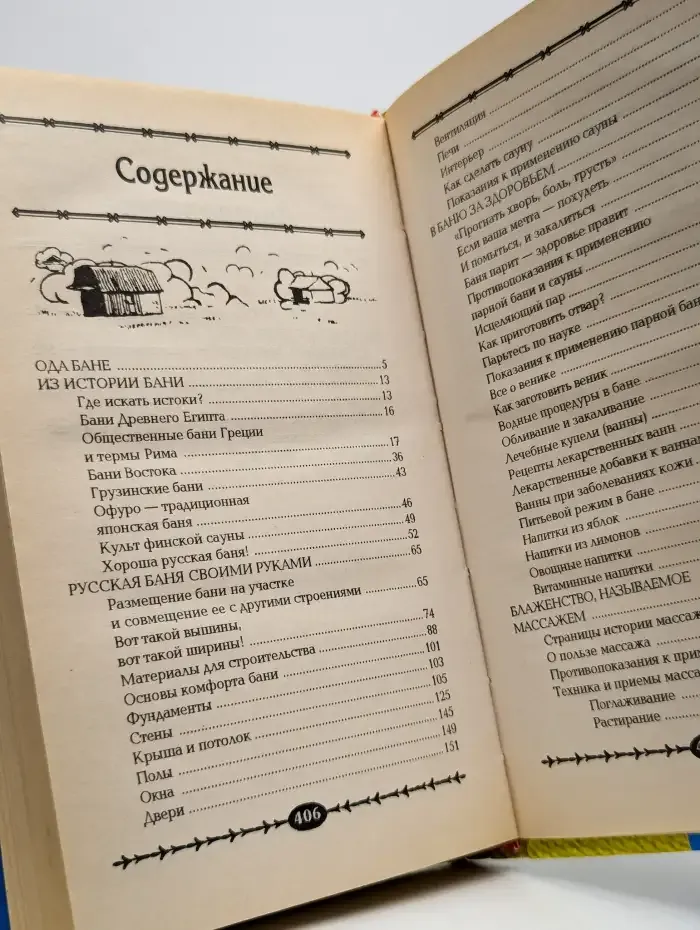 Содержание
ОДА БАНЕ ..... 5
ИЗ ИСТОРИИ БАНИ ..... 13
Где искать истоки? ..... 13
Бани Древнего Египта ..... 16
Общественные бани Греции
и термы Рима ..... 17
Бани Востока ..... 36
Грузинские бани ..... 43
Офуро — традиционная
японская баня ..... 46
Культ финской сауны ..... 49
Хороша русская баня! ..... 52
РУССКАЯ БАНЯ СВОИМИ РУКАМИ ..... 65
Размещение бани на участке
и совмещение ее с другими строениями ..... 65
Вот такой вышины,
вот такой ширины! ..... 74
Материалы для строительства ..... 88
Основы комфорта бани ..... 101
Фундаменты ..... 103
Стены ..... 105
Крыша и потолок ..... 125
Полы ..... 145
Окна ..... 149
Двери ..... 151
406
Вентиляция
Печи
Интерьер
Как сделать сауну
Показания к применению сауны
В БАНЮ ЗА ЗДОРОВЬЕМ
«Прогнать хворь, боль, грусть»
Если ваша мечта — похудеть
И помыться, и закалиться
Баня парит — здоровье правит
Противопоказания к применению
парной бани и сауны
Исцеляющий пар
Как приготовить отвар?
Парьтесь по науке
Показания к применению парной бан
Все о венике
Как заготовить веник
Водные процедуры в бане
Обливание и закаливание
Лечебные купели (ванны)
Рецепты лекарственных ванн
Лекарственные добавки к ванна
Ванны при заболеваниях кожи
Питьевой режим в бане
Напитки из яблок
Напитки из лимонов
Овощные напитки
Витаминные напитки
БЛАЖЕНСТВО, НАЗЫВАЕМОЕ
МАССАЖЕМ
Страницы истории массаж
О пользе массажа
Противопоказания к прим
Техника и приемы масса
Поглаживание
Растирание